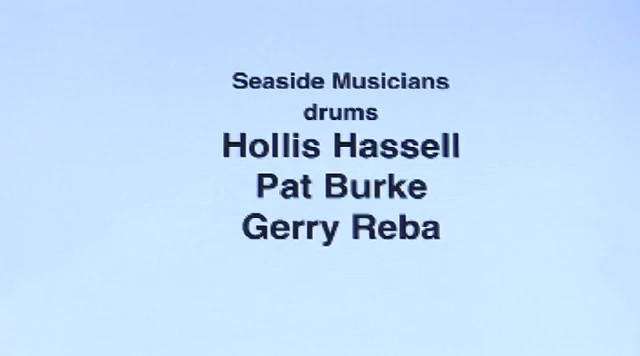 Seaside Musicians
drums
Hollis Hassell
Pat Burke
Gerry Reba